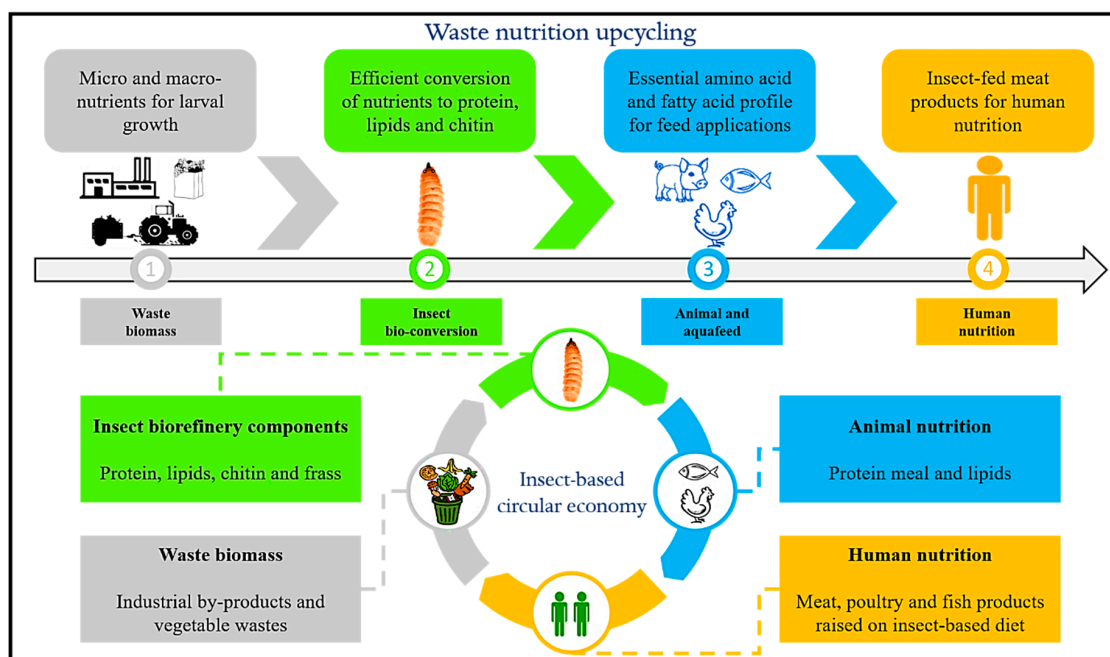 Waste nutrition upcycling
Micro and macro-
nutrients for larval
growth
Efficient conversion
of nutrients to protein,
lipids and chitin
Essential amino acid
and fatty acid profile
for feed applications
Insect-fed meat
products for human
nutrition
1
2
3
4
Waste
biomass
Insect
bio-conversion
Animal and
aquafeed
Human
nutrition
Insect biorefinery components
Protein, lipids, chitin and frass
Waste biomass
Industrial by-products and
vegetable wastes
Insect-based
circular economy
Animal nutrition
Protein meal and lipids
Human nutrition
Meat, poultry and fish products
raised on insect-based diet